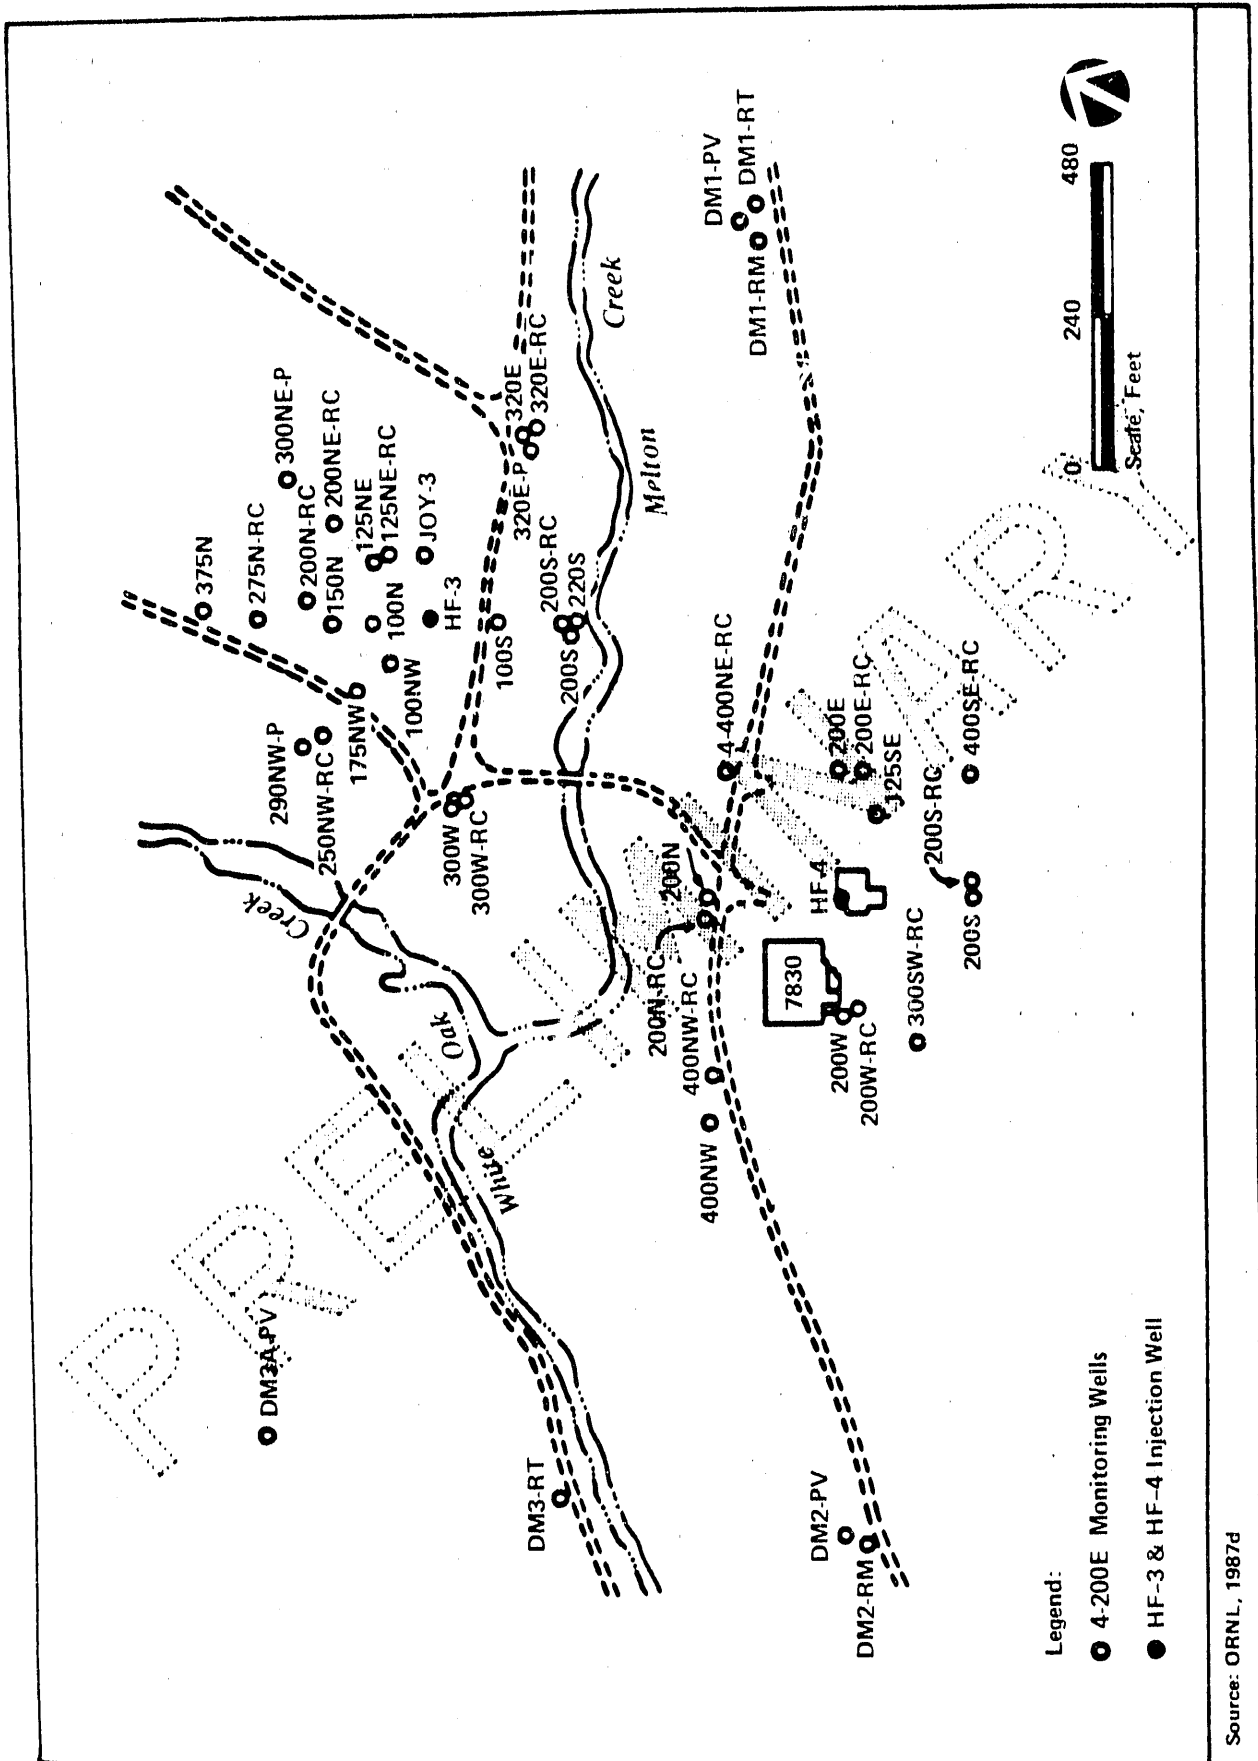 PRELIMINARY
375N
275N-RC
300NE-P
200N-RC
200NE-RC
150N
125NE
125NE-RC
100N
JOY-3
HF-3
100NW
175NW
290NW-P
250NW-RC
300W
300W-RC
100S
320E
320E-P
320E-RC
200S-RC
220S
200S
Melton
Creek
White
Oak
Creek
DM1-PV
DM1-RM
DM1-RT
4-400NE-RC
200N
200N-RC
400NW-RC
400NW
HF-4
7830
200E
200E-RC
125SE
200S-RC
200S
400SE-RC
200W
200W-RC
300SW-RC
DM3A-PV
DM3-RT
DM2-PV
DM2-RM
Legend:
4-200E Monitoring Wells
HF-3 & HF-4 Injection Well
0 240 480
Scale, Feet
Source: ORNL, 1987d